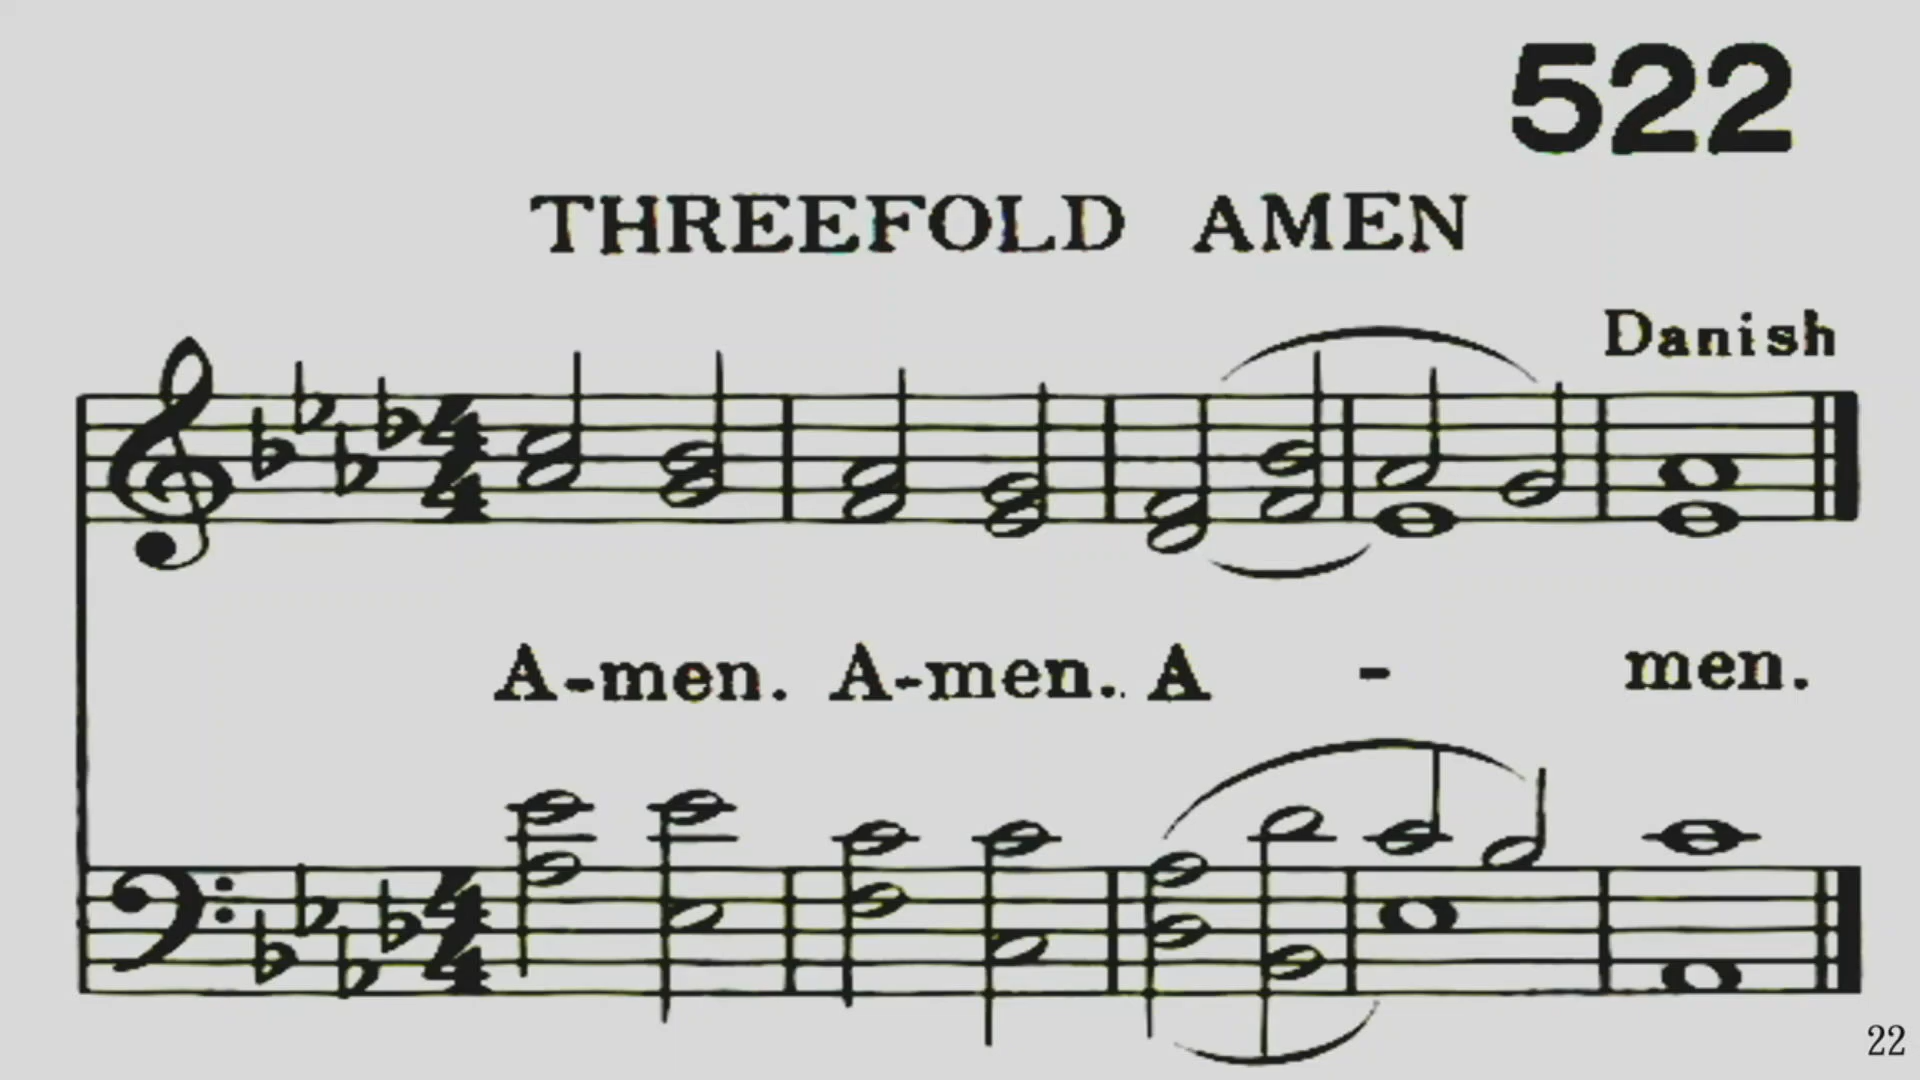 522
THREEFOLD AMEN
Danish
A-men. A-men. A - men.
22